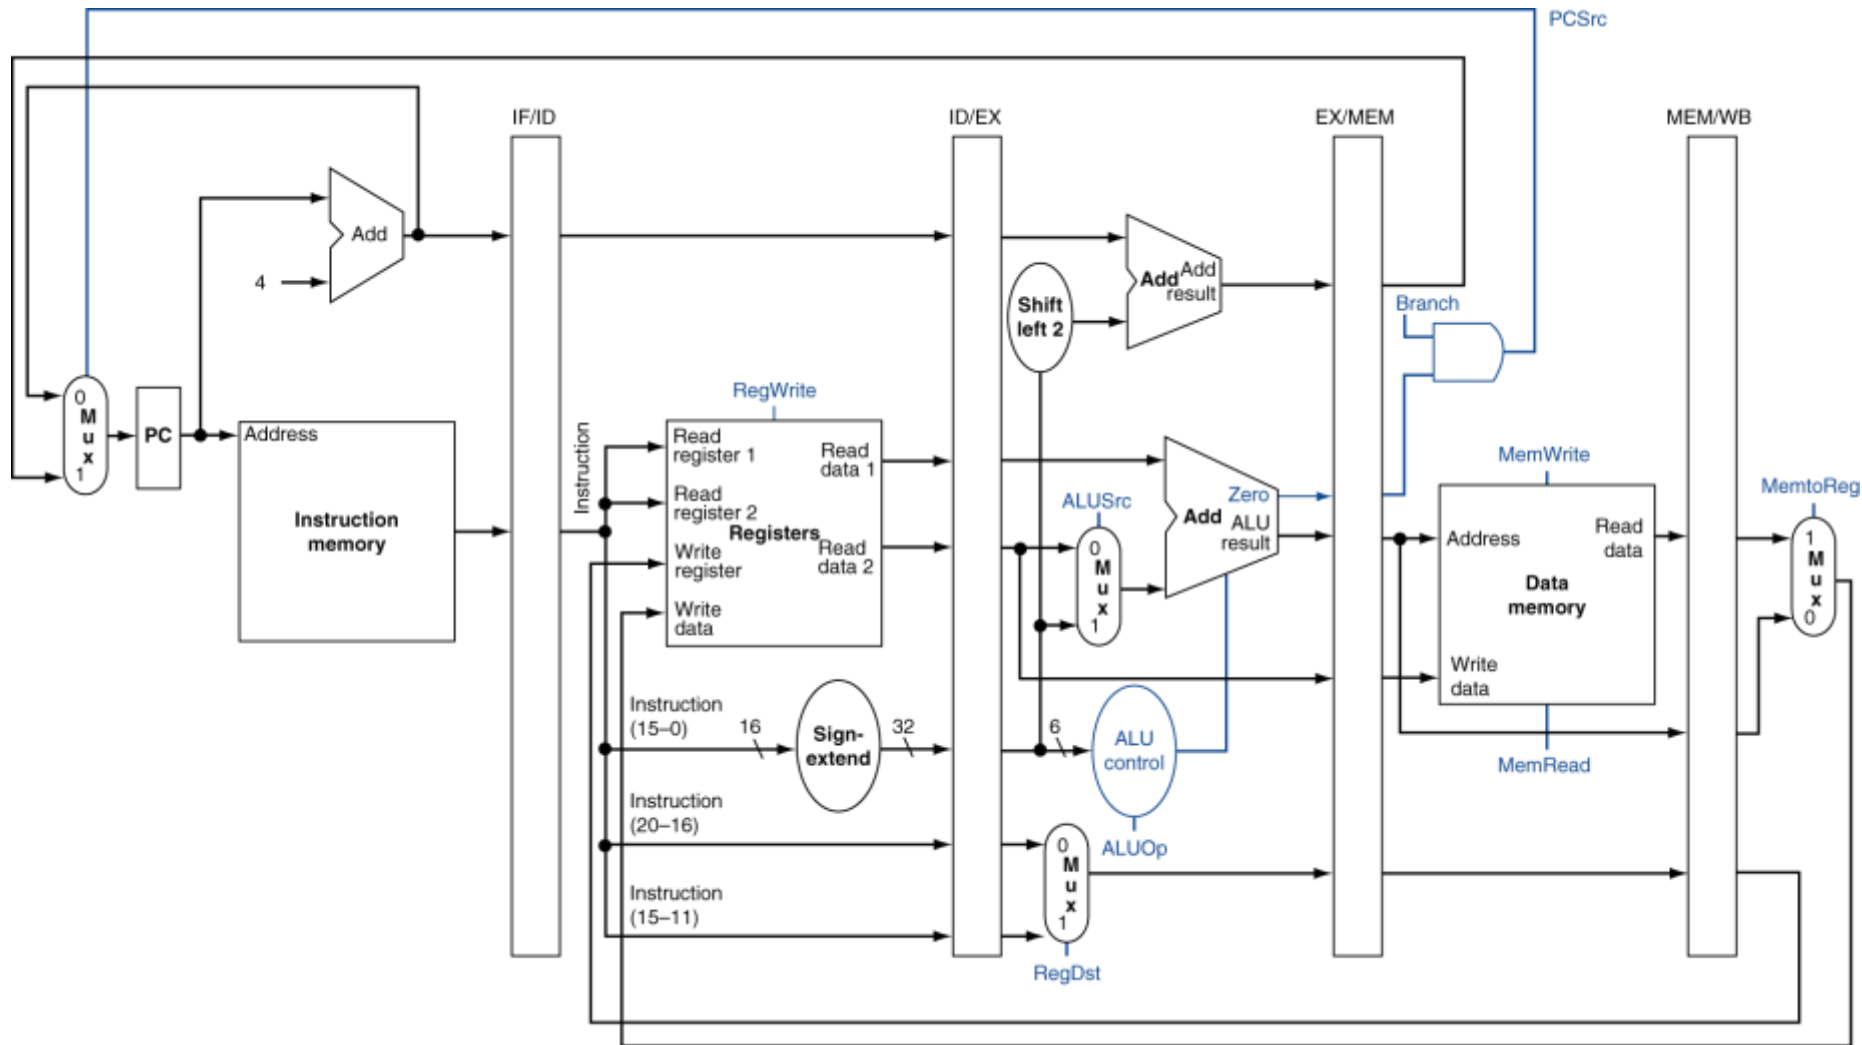 PCSrc
IF/ID
ID/EX
EX/MEM
MEM/WB
Add
4
Add
Add
result
Shift
left 2
Branch
0
M
u
x
1
PC
Address
Instruction
memory
Instruction
RegWrite
Read
register 1
Read
register 2
Write
register
Write
data
Registers
Read
data 1
Read
data 2
ALUSrc
0
M
u
x
1
Add
Zero
ALU
result
MemWrite
Address
Read
data
Data
memory
Write
data
MemRead
MemtoReg
1
M
u
x
0
Instruction
(15–0)
16
Sign-
extend
32
6
ALU
control
ALUOp
Instruction
(20–16)
Instruction
(15–11)
0
M
u
x
1
RegDst